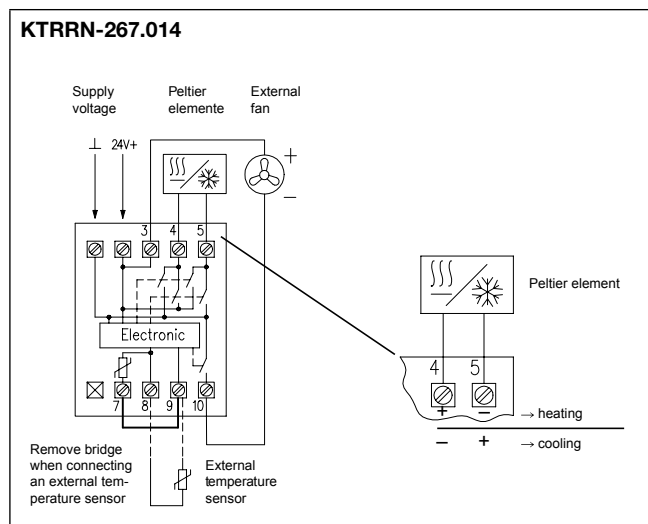 KTRRN-267.014
Supply
voltage
Peltier
elemente
External
fan
⊥ 24V+
+
−
3 4 5
Electronic
7 8 9 10
Remove bridge
when connecting
an external tem-
perature sensor
External
temperature
sensor
Peltier element
4 5
+ − → heating
− + → cooling